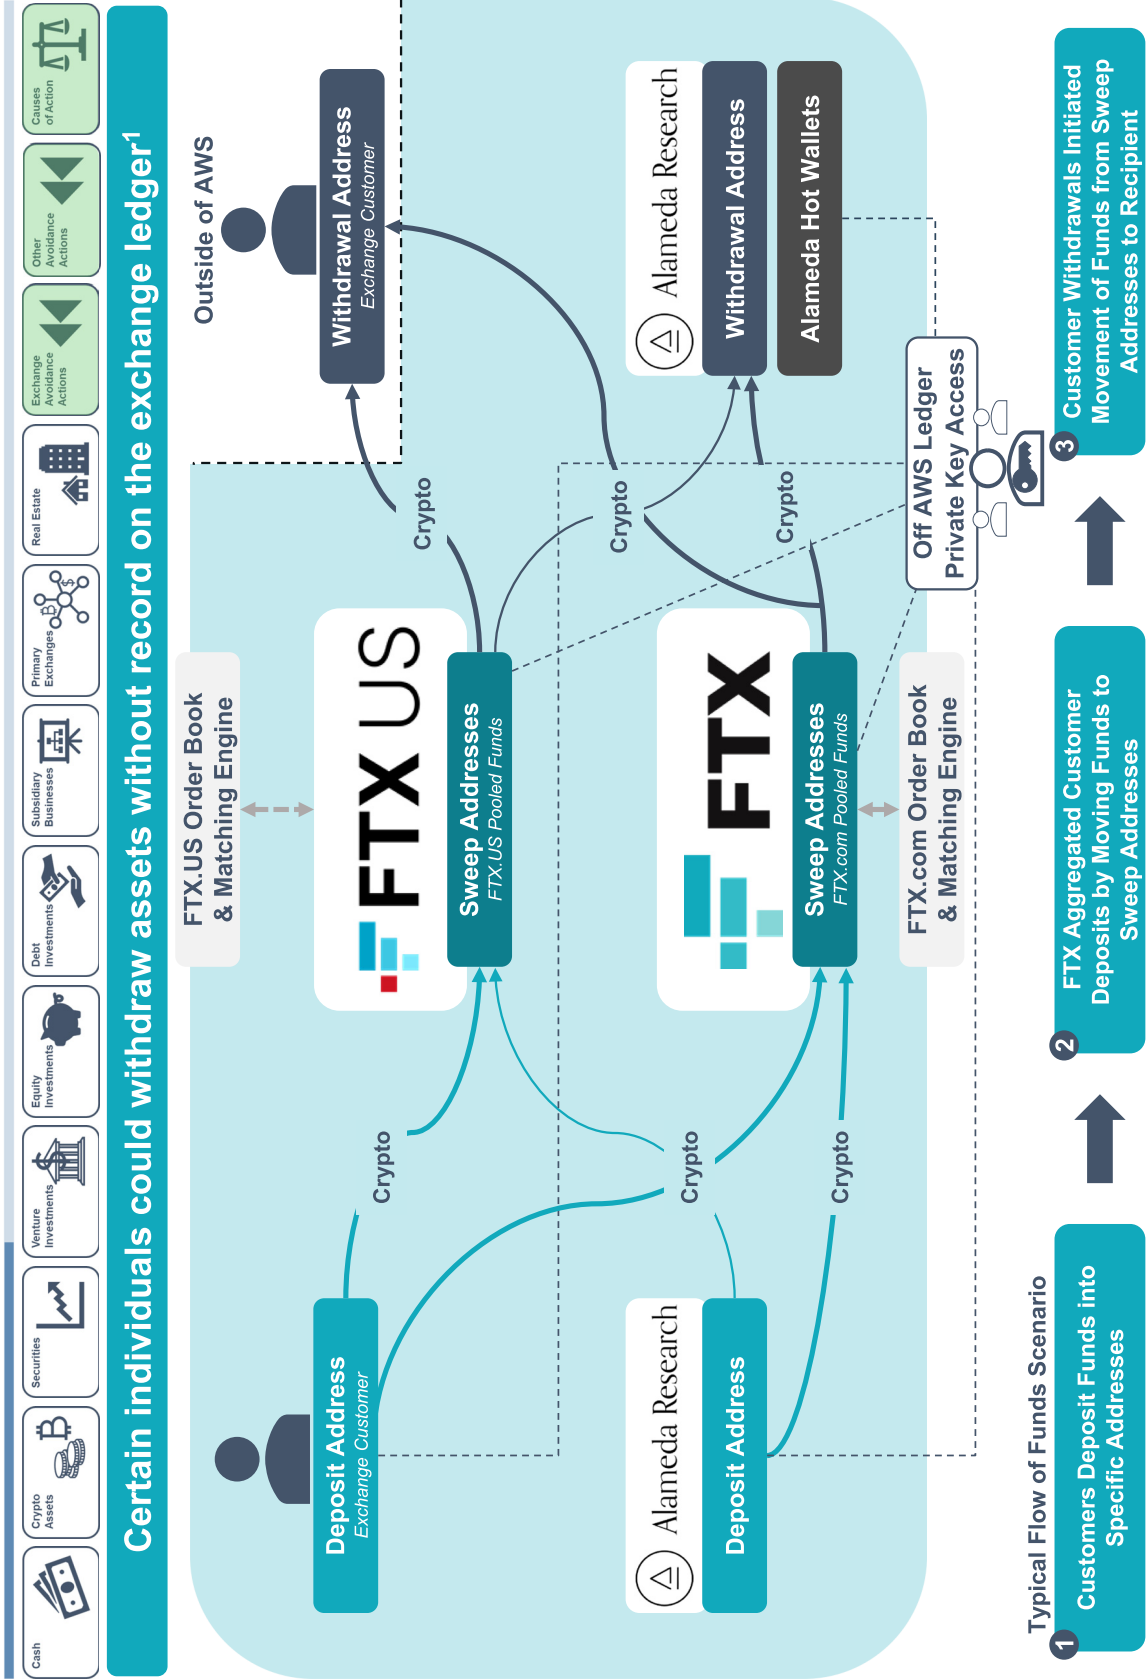 Cash
Crypto
Assets
Securities
Venture
Investments
Equity
Investments
Debt
Investments
Subsidiary
Businesses
Primary
Exchanges
Real Estate
Exchange
Avoidance
Actions
Other
Avoidance
Actions
Causes
of Action
Certain individuals could withdraw assets without record on the exchange ledger1
FTX.US Order Book
& Matching Engine
Outside of AWS
Deposit Address
Exchange Customer
Crypto
FTX US
Sweep Addresses
FTX.US Pooled Funds
Crypto
Withdrawal Address
Exchange Customer
Alameda Research
Deposit Address
Crypto
Crypto
FTX
Sweep Addresses
FTX.com Pooled Funds
FTX.com Order Book
& Matching Engine
Crypto
Crypto
Alameda Research
Withdrawal Address
Alameda Hot Wallets
Off AWS Ledger
Private Key Access
Typical Flow of Funds Scenario
1
Customers Deposit Funds into
Specific Addresses
2
FTX Aggregated Customer
Deposits by Moving Funds to
Sweep Addresses
3
Customer Withdrawals Initiated
Movement of Funds from Sweep
Addresses to Recipient